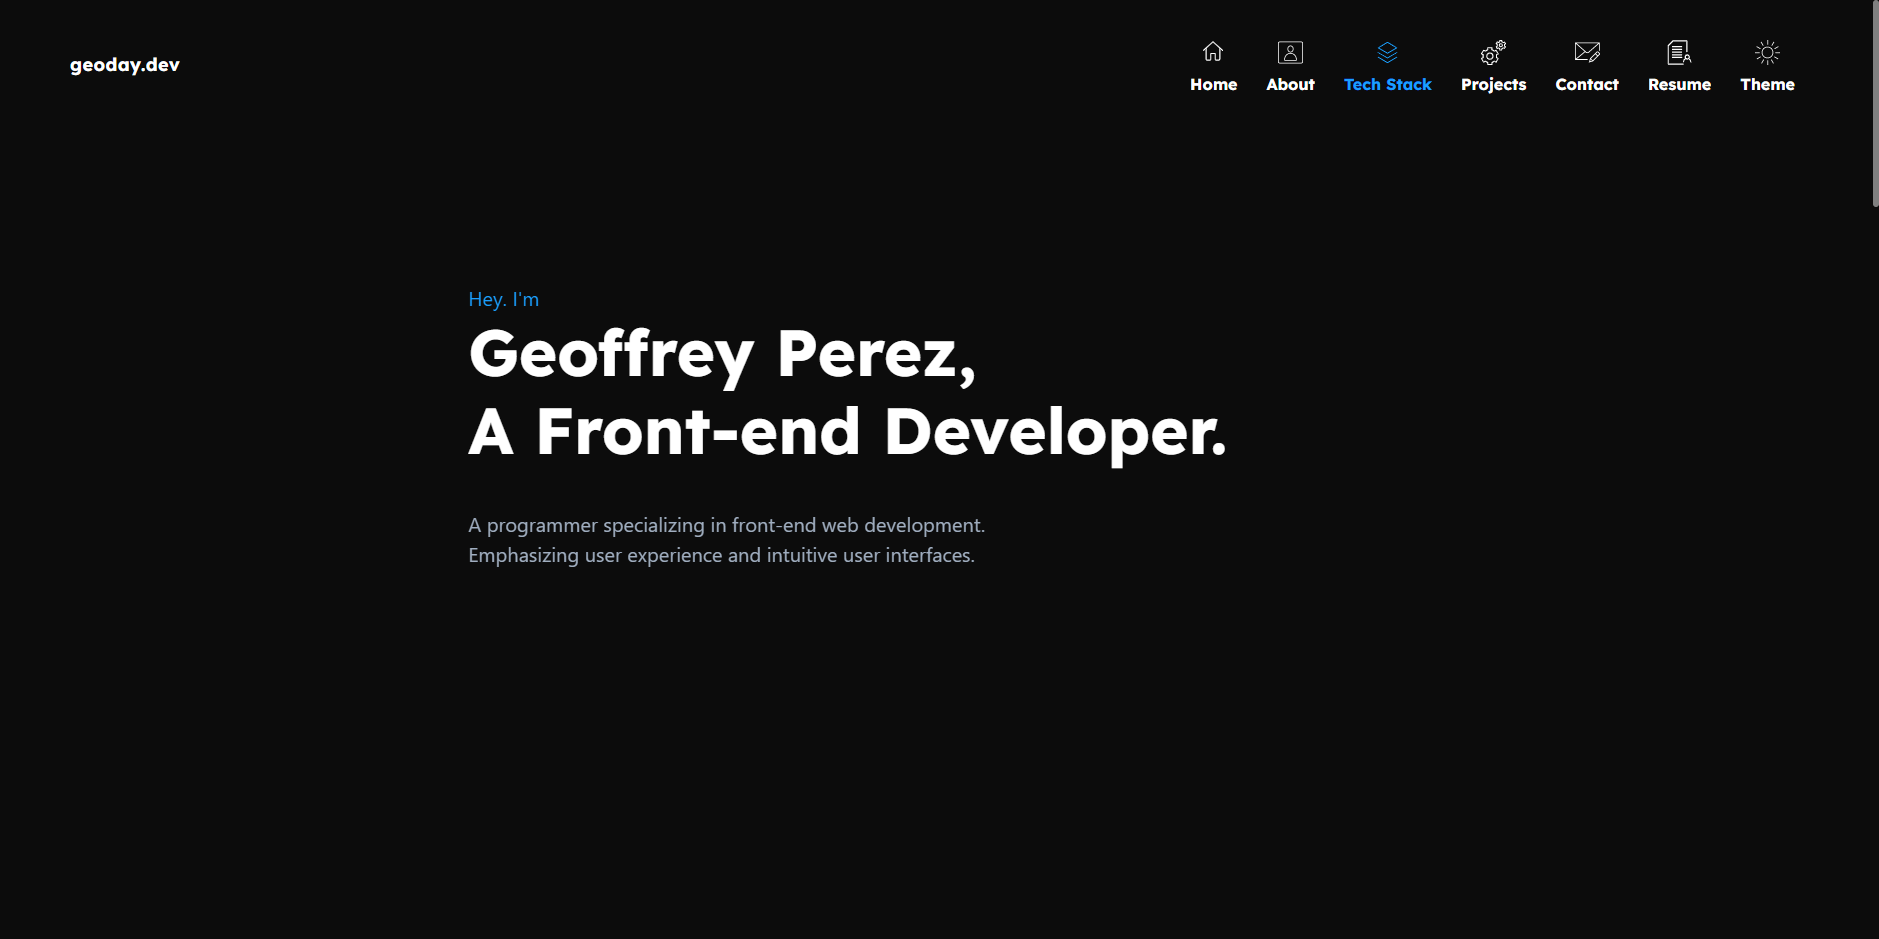 geoday.dev
Home About Tech Stack Projects Contact Resume Theme
Hey. I'm
Geoffrey Perez,
A Front-end Developer.
A programmer specializing in front-end web development.
Emphasizing user experience and intuitive user interfaces.